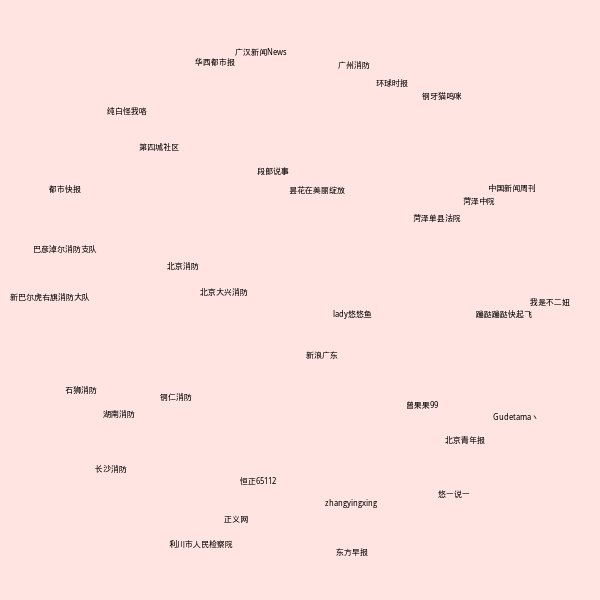 广汉新闻News
华西都市报
广州消防
环球时报
钢牙猫呜咪
纯白怪我咯
第四城社区
段郎说事
都市快报
昙花在美丽绽放
中国新闻周刊
菏泽中院
菏泽单县法院
巴彦淖尔消防支队
北京消防
北京大兴消防
新巴尔虎右旗消防大队
我是不二妞
lady悠悠鱼
蹦跶蹦跶快起飞
新浪广东
石狮消防
铜仁消防
曾果果99
湖南消防
Gudetama丶
北京青年报
长沙消防
恒正65112
悠一说一
zhangyingxing
正义网
利川市人民检察院
东方早报